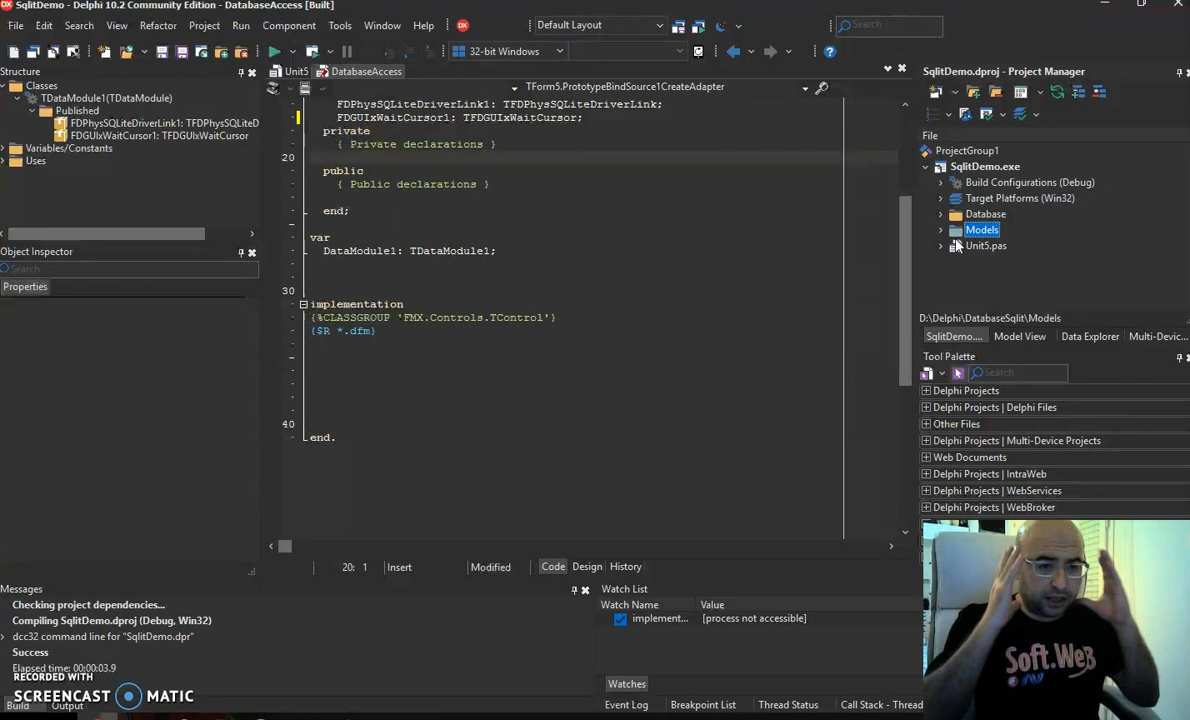 SqlitDemo - Delphi 10.2 Community Edition - DatabaseAccess [Built]
File Edit Search View Refactor Project Run Component Tools Window Help Default Layout Search
32-bit Windows
Structure
Classes
TDataModule1(TDataModule)
Published
FDPhysSQLiteDriverLink1: TFDPhysSQLiteD
FDGUIxWaitCursor1: TFDGUIxWaitCursor
Variables/Constants
Uses
Object Inspector
Search
Properties
Unit5 DatabaseAccess
TForm5.PrototypeBindSource1CreateAdapter
FDPhysSQLiteDriverLink1: TFDPhysSQLiteDriverLink;
FDGUIxWaitCursor1: TFDGUIxWaitCursor;
private
{ Private declarations }
20
public
{ Public declarations }
end;
var
DataModule1: TDataModule1;
30
implementation
{%CLASSGROUP 'FMX.Controls.TControl'}
{$R *.dfm}
40
end.
20: 1 Insert Modified Code Design History
SqlitDemo.dproj - Project Manager
File
ProjectGroup1
SqlitDemo.exe
Build Configurations (Debug)
Target Platforms (Win32)
Database
Models
Unit5.pas
D:\Delphi\DatabaseSqlit\Models
SqlitDemo.... Model View Data Explorer Multi-Devic...
Tool Palette
Search
Delphi Projects
Delphi Projects | Delphi Files
Other Files
Delphi Projects | Multi-Device Projects
Web Documents
Delphi Projects | IntraWeb
Delphi Projects | WebServices
Delphi Projects | WebBroker
Messages
Checking project dependencies...
Compiling SqlitDemo.dproj (Debug, Win32)
dcc32 command line for "SqlitDemo.dpr"
Success
Elapsed time: 00:00:03.9
Build Output
Watch List
Watch Name Value
implement... [process not accessible]
Watches
Event Log Breakpoint List Thread Status Call Stack - Thread
RECORDED WITH
SCREENCAST MATIC
Soft.Web